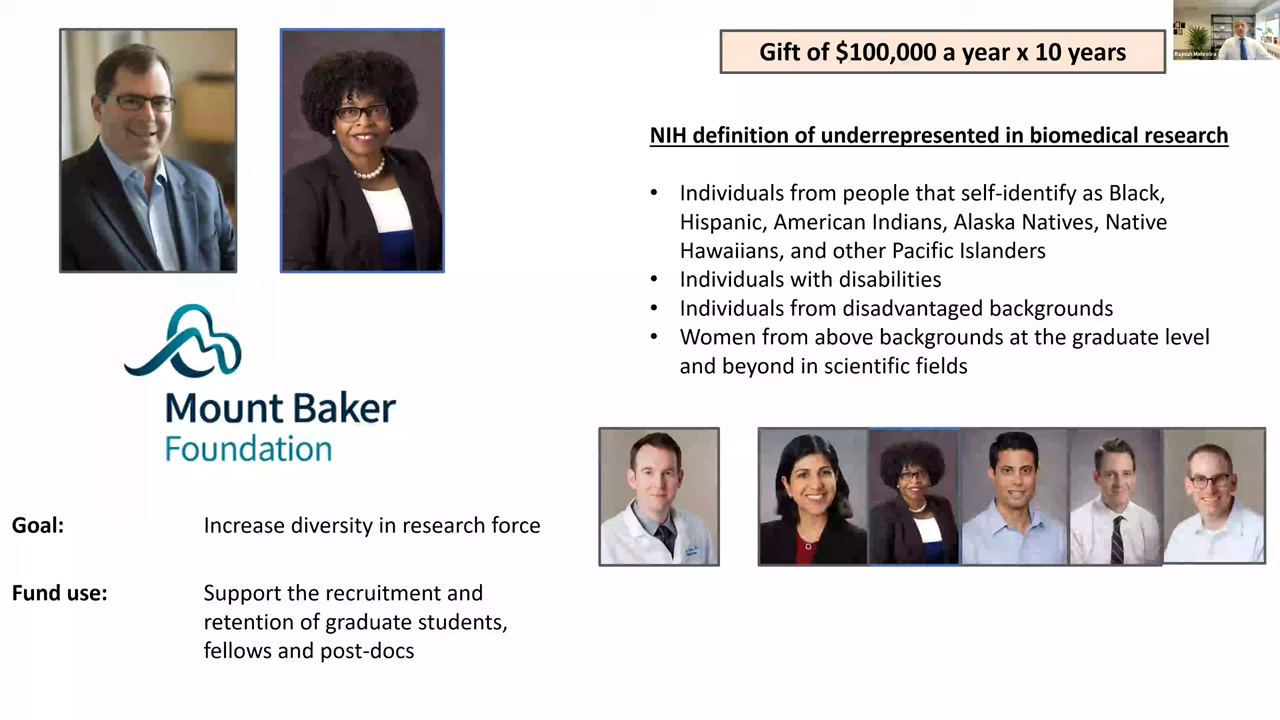 Gift of $100,000 a year x 10 years
Rajnish Mehrotra
NIH definition of underrepresented in biomedical research
• Individuals from people that self-identify as Black,
Hispanic, American Indians, Alaska Natives, Native
Hawaiians, and other Pacific Islanders
• Individuals with disabilities
• Individuals from disadvantaged backgrounds
• Women from above backgrounds at the graduate level
and beyond in scientific fields
Mount Baker
Foundation
Goal: Increase diversity in research force
Fund use: Support the recruitment and
retention of graduate students,
fellows and post-docs